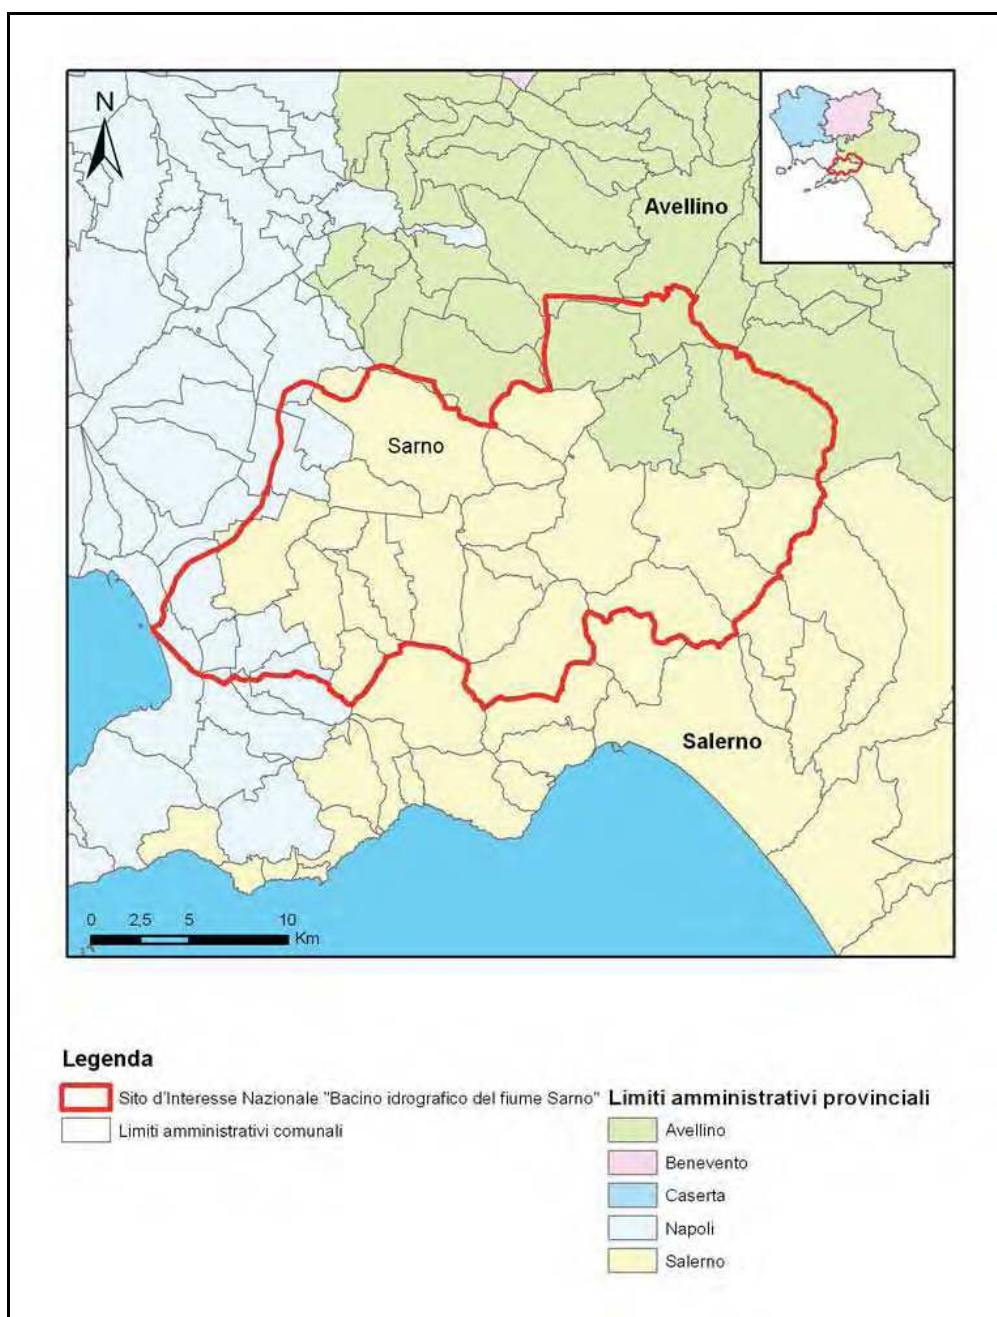 N
Avellino
Sarno
Salerno
0 2,5 5 10
Km
Legenda
Sito d'Interesse Nazionale "Bacino idrografico del fiume Sarno"
Limiti amministrativi comunali
Limiti amministrativi provinciali
Avellino
Benevento
Caserta
Napoli
Salerno